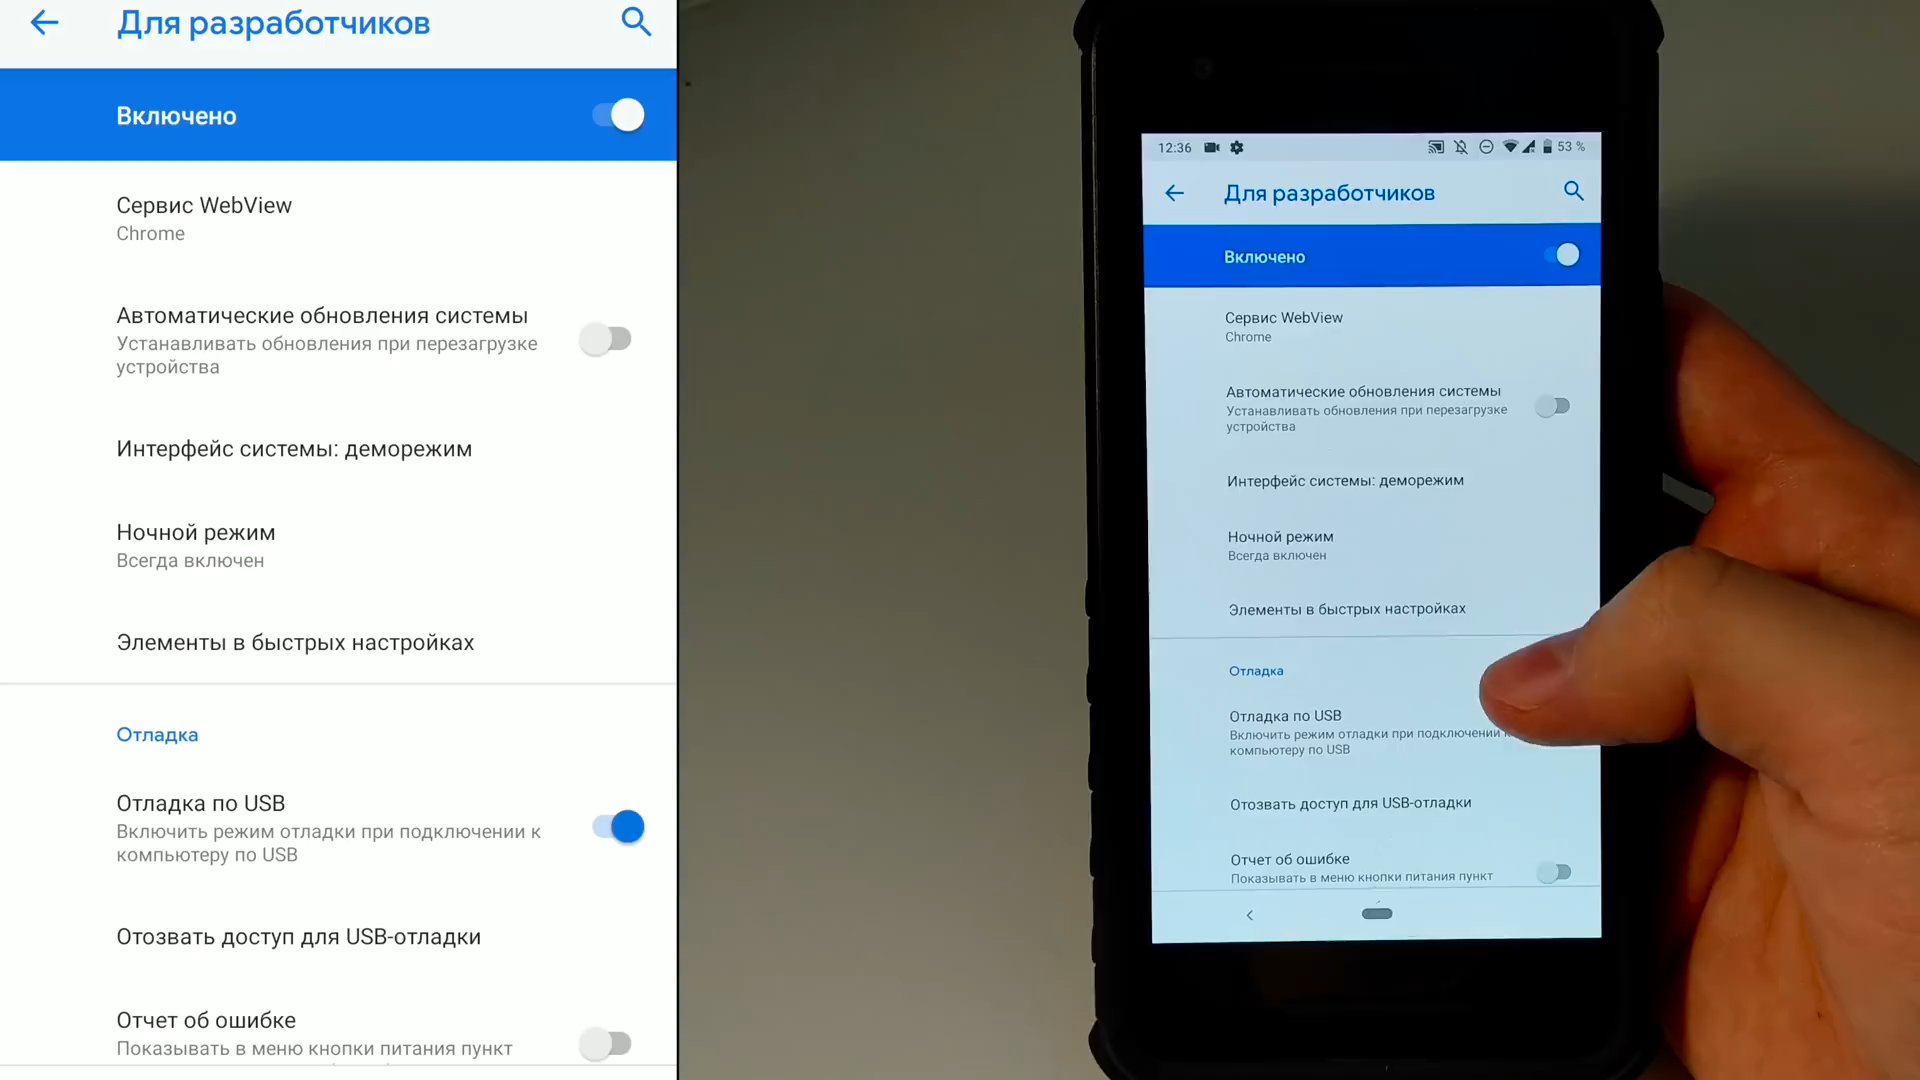 Для разработчиков
Включено
Сервис WebView
Chrome
Автоматические обновления системы
Устанавливать обновления при перезагрузке
устройства
Интерфейс системы: деморежим
Ночной режим
Всегда включен
Элементы в быстрых настройках
Отладка
Отладка по USB
Включить режим отладки при подключении к
компьютеру по USB
Отозвать доступ для USB-отладки
Отчет об ошибке
Показывать в меню кнопки питания пункт
12:36
53 %
Для разработчиков
Включено
Сервис WebView
Chrome
Автоматические обновления системы
Устанавливать обновления при перезагрузке
устройства
Интерфейс системы: деморежим
Ночной режим
Всегда включен
Элементы в быстрых настройках
Отладка
Отладка по USB
Включить режим отладки при подключении
компьютеру по USB
Отозвать доступ для USB-отладки
Отчет об ошибке
Показывать в меню кнопки питания пункт